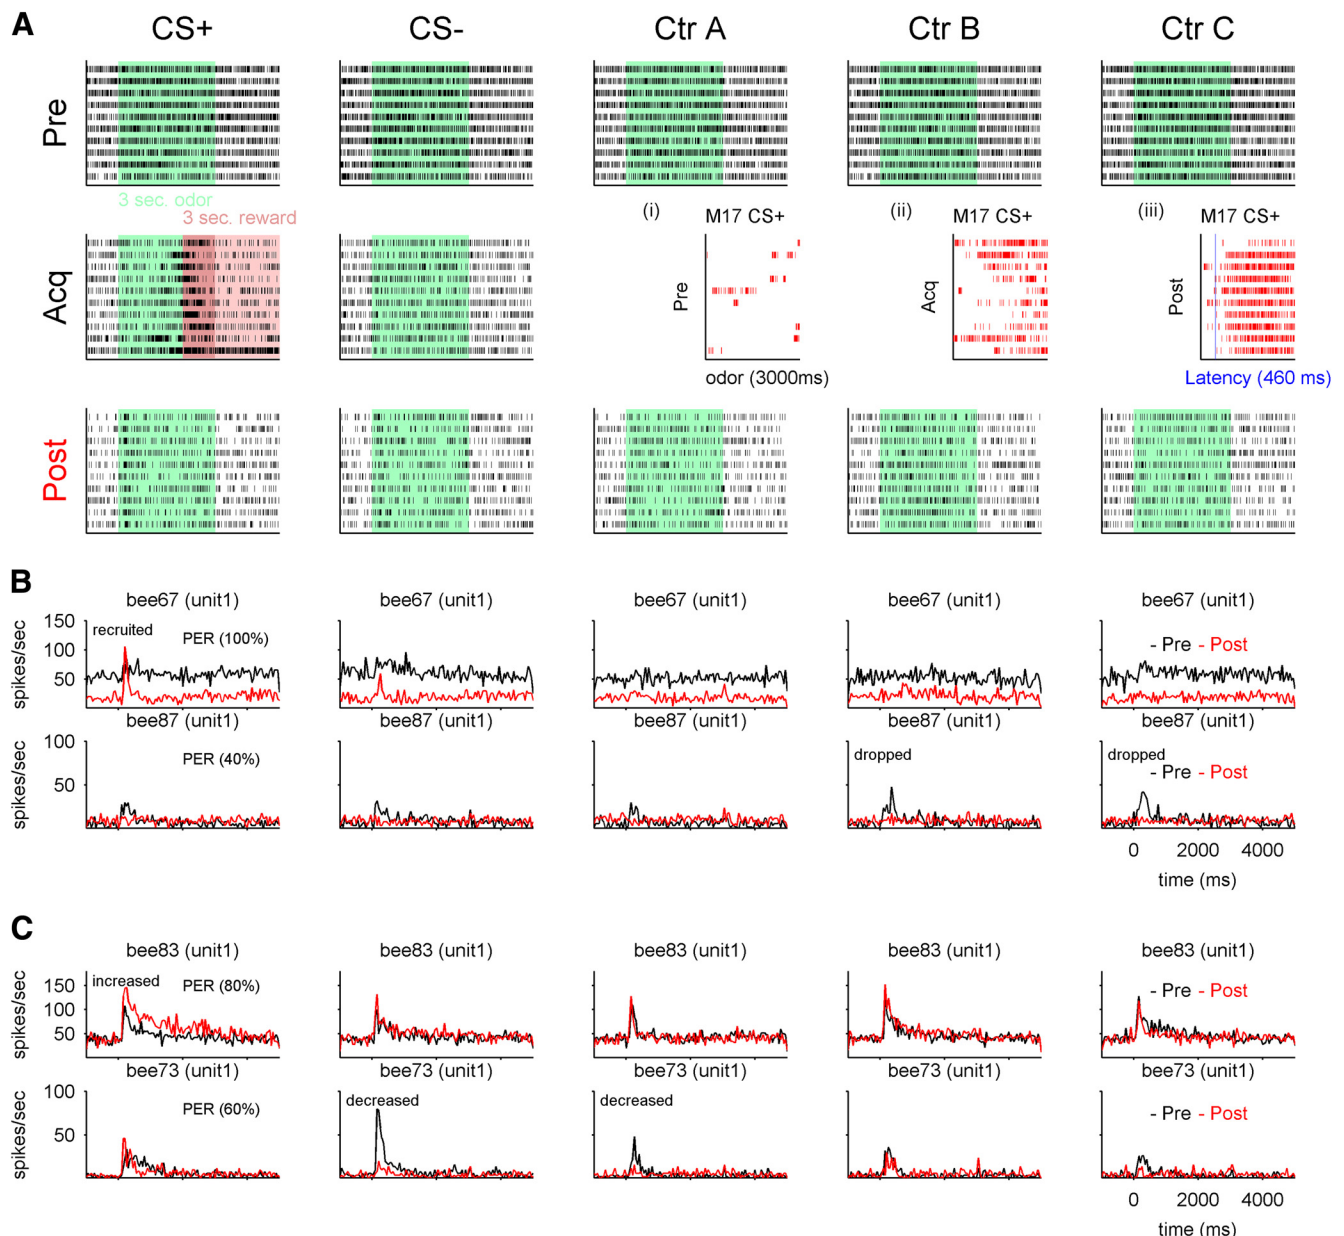 A
CS+ CS- Ctr A Ctr B Ctr C
Pre
3 sec. odor
3 sec. reward
(i) M17 CS+ (ii) M17 CS+ (iii) M17 CS+
Acq
Pre Acq Post
odor (3000ms) Latency (460 ms)
Post
B
bee67 (unit1) bee67 (unit1) bee67 (unit1) bee67 (unit1) bee67 (unit1)
150
recruited PER (100%) - Pre - Post
100
50
spikes/sec
bee87 (unit1) bee87 (unit1) bee87 (unit1) bee87 (unit1) bee87 (unit1)
100
PER (40%) dropped dropped - Pre - Post
50
spikes/sec
0 2000 4000
time (ms)
C
bee83 (unit1) bee83 (unit1) bee83 (unit1) bee83 (unit1) bee83 (unit1)
150 increased PER (80%) - Pre - Post
100
50
spikes/sec
bee73 (unit1) bee73 (unit1) bee73 (unit1) bee73 (unit1) bee73 (unit1)
100 decreased decreased
PER (60%) - Pre - Post
50
spikes/sec
0 2000 4000
time (ms)